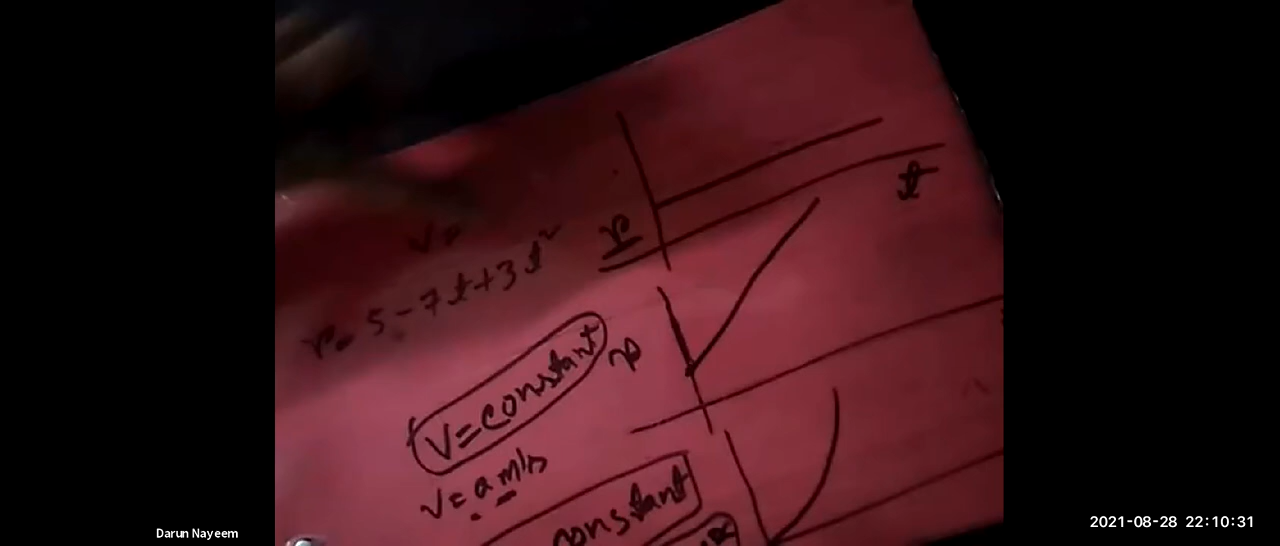 v=
r= 5-7t+3t²
r
t
v=constant
r
v= a m/s
constant
Darun Nayeem
2021-08-28 22:10:31